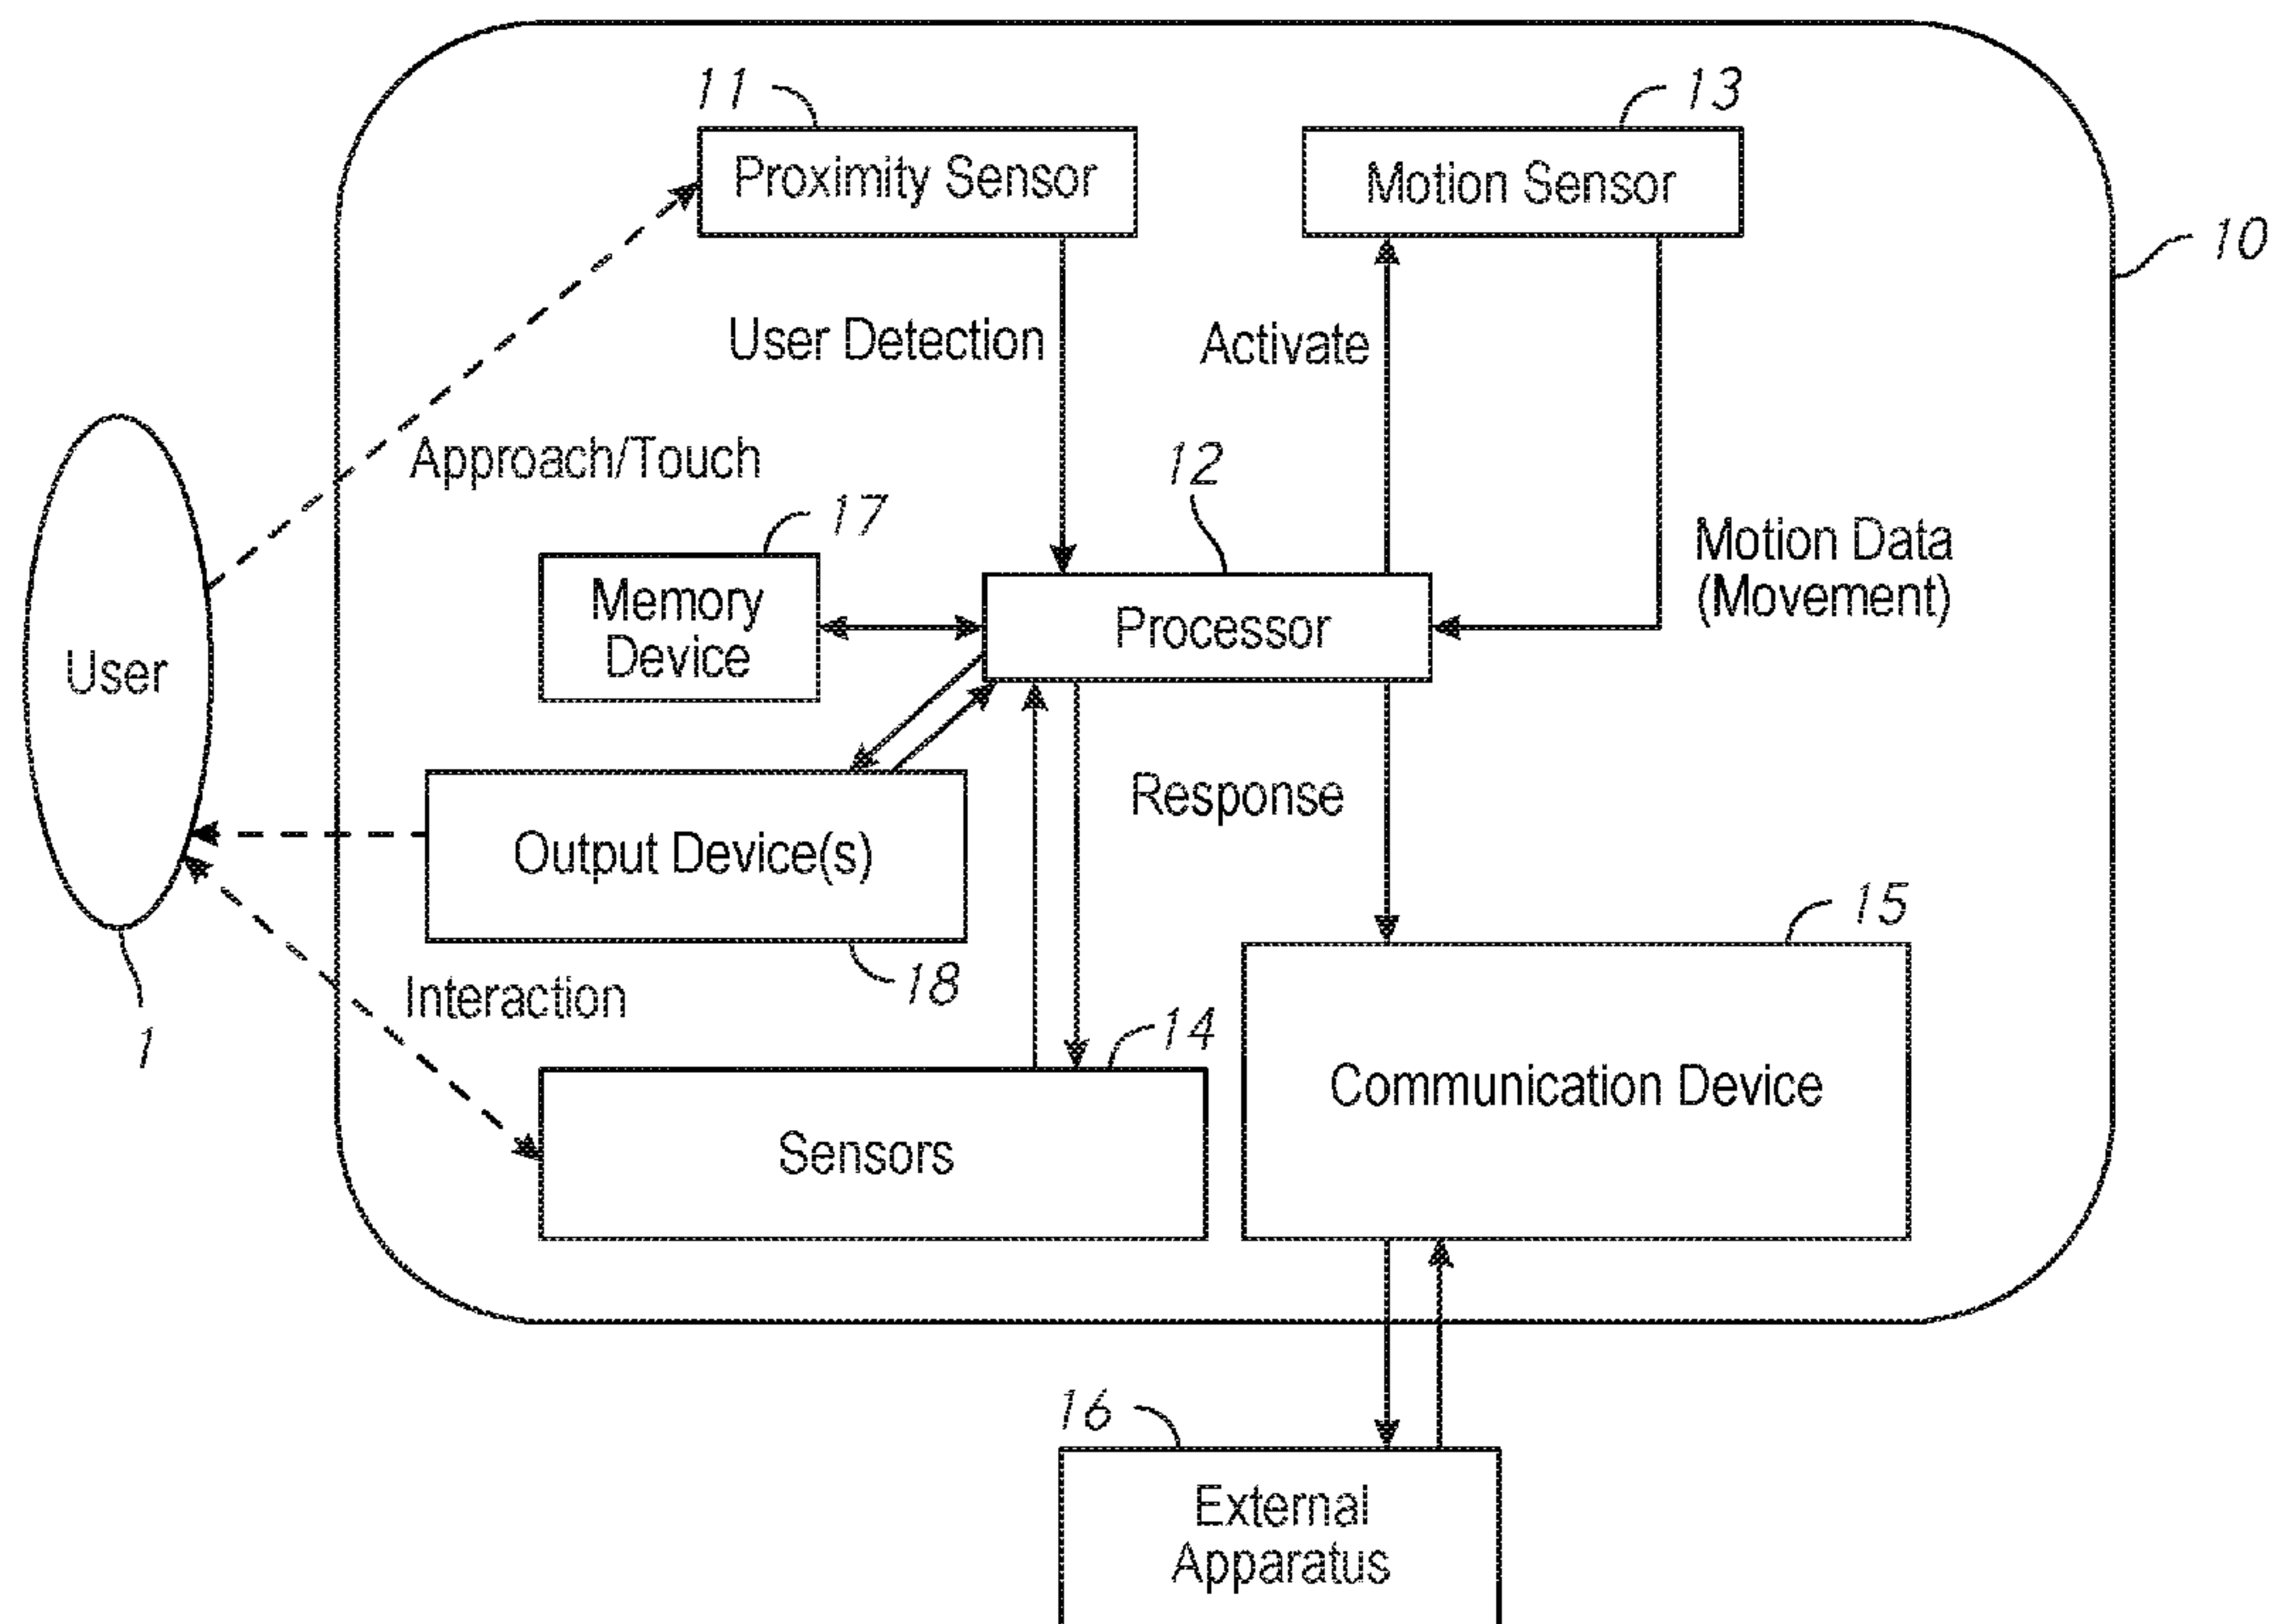 11
13
Proximity Sensor
Motion Sensor
10
User Detection
Activate
Approach/Touch
12
17
Motion Data
(Movement)
Memory
Device
Processor
User
Response
Output Device(s)
15
18
Interaction
14
1
Communication Device
Sensors
16
External
Apparatus